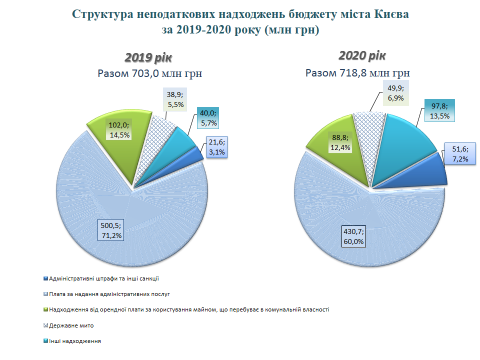 Структура неподаткових надходжень бюджету міста Києва
за 2019-2020 року (млн грн)
2019 рік
Разом 703,0 млн грн
38,9;
5,5%
102,0;
14,5%
40,0;
5,7%
21,6;
3,1%
500,5;
71,2%
2020 рік
Разом 718,8 млн грн
49,9;
6,9%
97,8;
13,5%
88,8;
12,4%
51,6;
7,2%
430,7;
60,0%
Адміністративні штрафи та інші санкції
Плата за надання адміністративних послуг
Надходження від орендної плати за користування майном, що перебуває в комунальній власності
Державне мито
Інші надходження